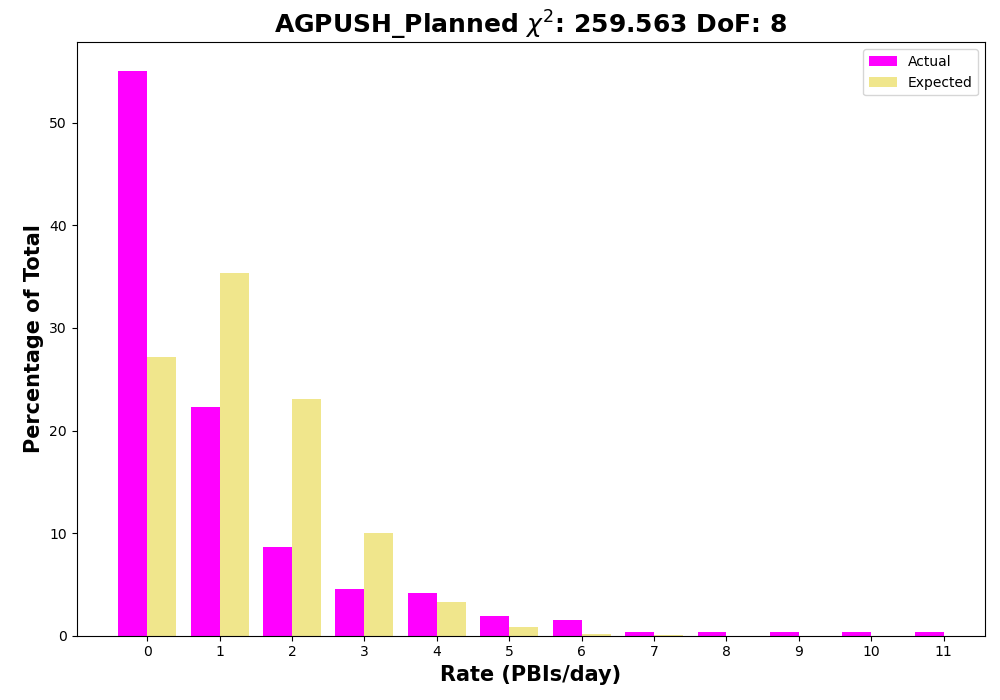 AGPUSH_Planned χ²: 259.563 DoF: 8
Actual
Expected
Percentage of Total
50
40
30
20
10
0
0 1 2 3 4 5 6 7 8 9 10 11
Rate (PBIs/day)